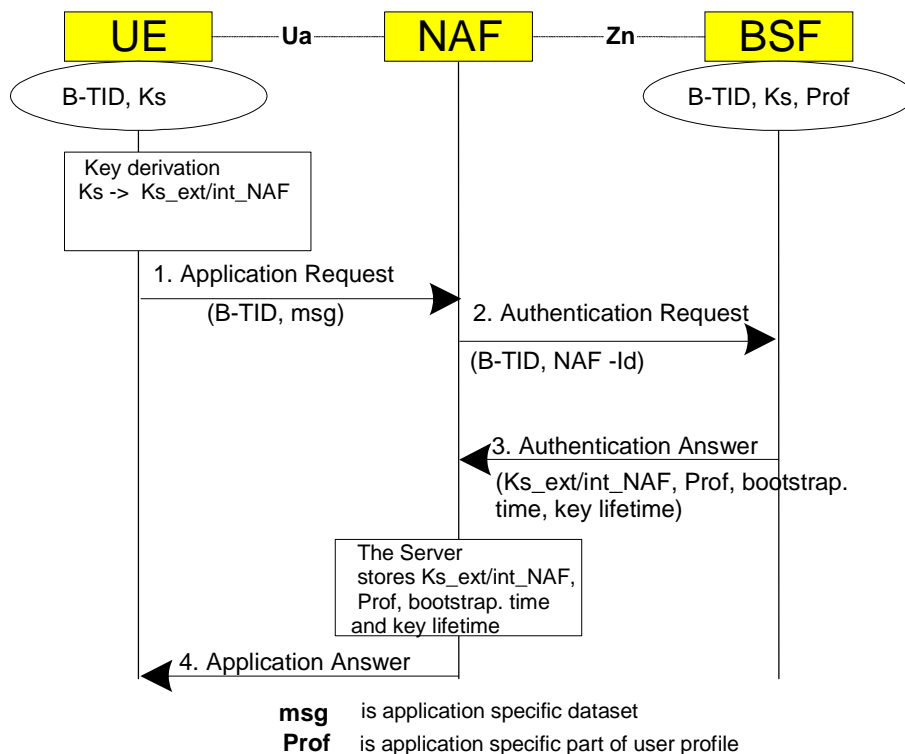 UE Ua NAF Zn BSF
B-TID, Ks
B-TID, Ks, Prof
Key derivation
Ks -> Ks_ext/int_NAF
1. Application Request
(B-TID, msg)
2. Authentication Request
(B-TID, NAF -Id)
3. Authentication Answer
(Ks_ext/int_NAF, Prof, bootstrap.
time, key lifetime)
The Server
stores Ks_ext/int_NAF,
Prof, bootstrap. time
and key lifetime
4. Application Answer
msg is application specific dataset
Prof is application specific part of user profile